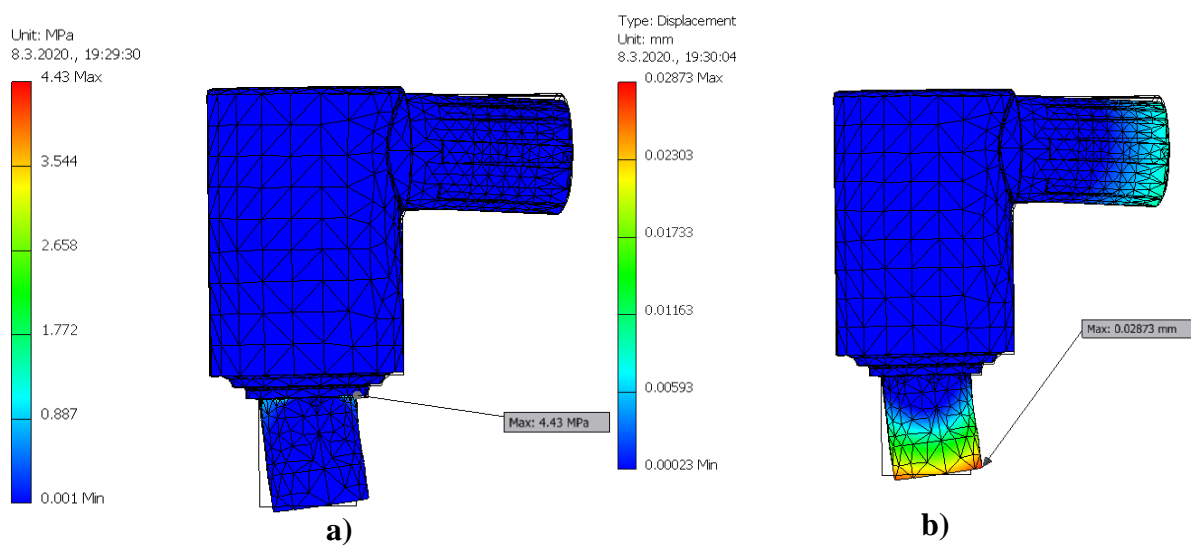 Unit: MPa
8.3.2020., 19:29:30
4.43 Max
3.544
2.658
1.772
0.887
0.001 Min
Max: 4.43 MPa
a)
Type: Displacement
Unit: mm
8.3.2020., 19:30:04
0.02873 Max
0.02303
0.01733
0.01163
0.00593
0.00023 Min
Max: 0.02873 mm
b)